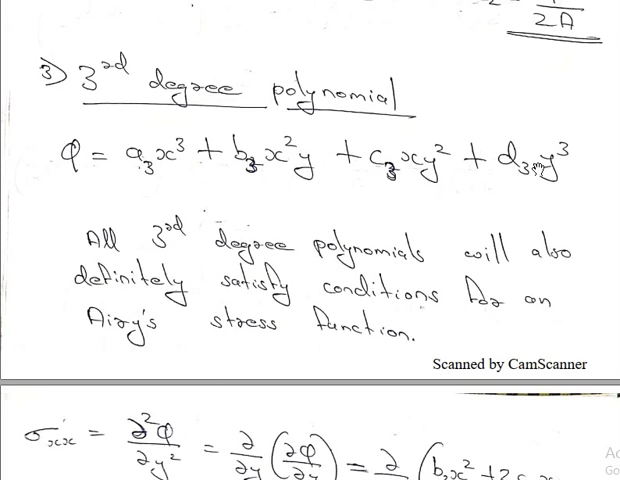 2A
3) 3rd degree polynomial
φ = a₃x³ + b₃x²y + c₃xy² + d₃y³
All 3rd degree polynomials will also
definitely satisfy conditions for an
Airy's stress function.
Scanned by CamScanner
σxx = ∂²φ/∂y² = ∂/∂y (∂φ/∂y) = ∂/ (b₃x² + 2c₃x